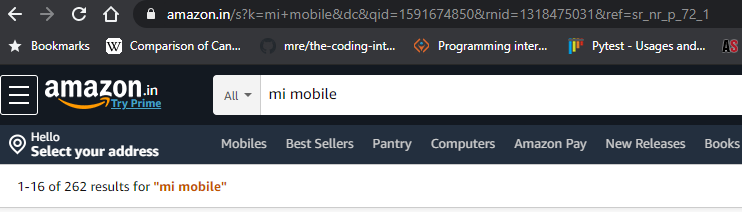 amazon.in/s?k=mi+mobile&dc&qid=1591674850&rnid=1318475031&ref=sr_nr_p_72_1
Bookmarks W Comparison of Can... mre/the-coding-int... Programming inter... Pytest - Usages and... AS
amazon.in
Try Prime
All mi mobile
Hello
Select your address
Mobiles Best Sellers Pantry Computers Amazon Pay New Releases Books
1-16 of 262 results for "mi mobile"